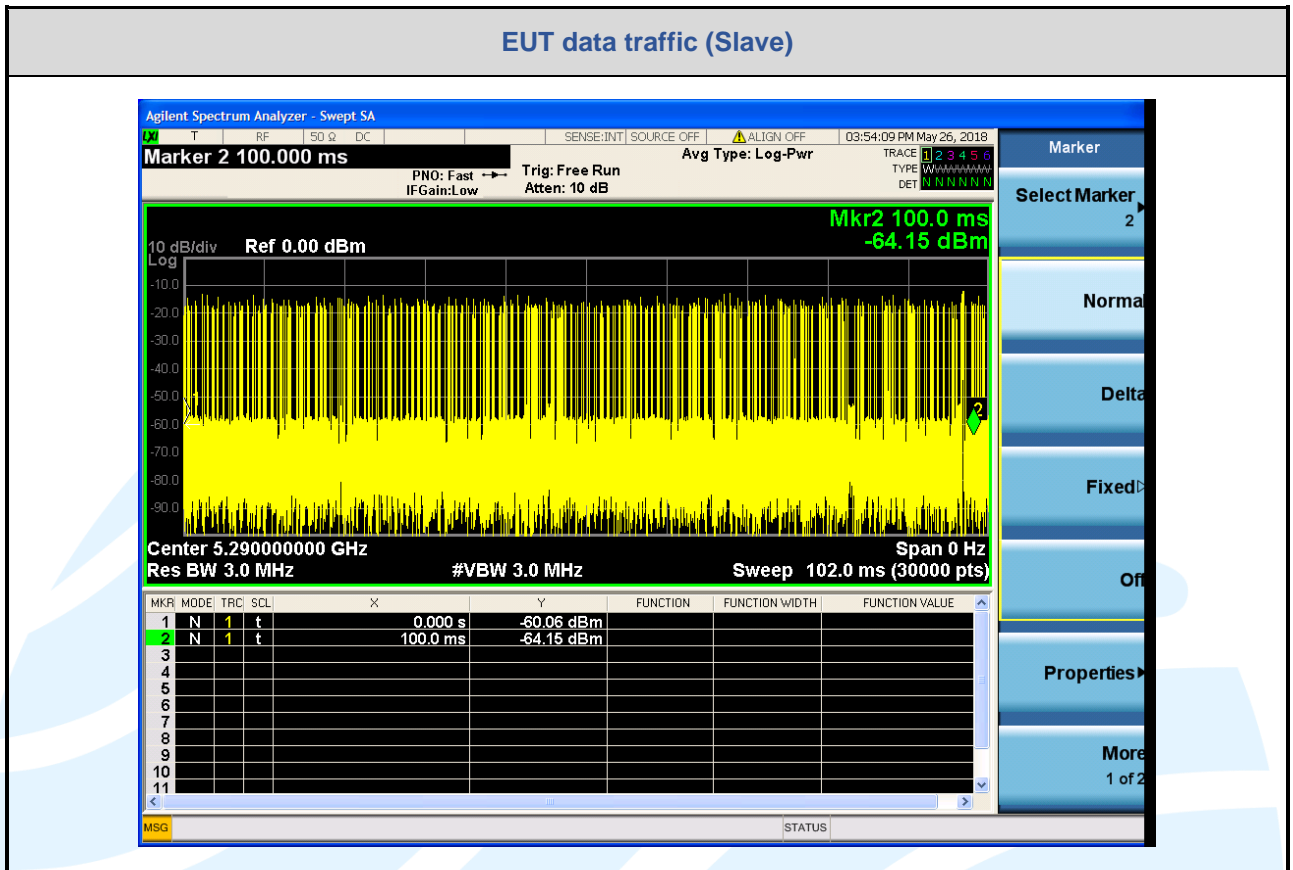 EUT data traffic (Slave)
Agilent Spectrum Analyzer - Swept SA
LXI T RF 50 Ω DC SENSE:INT SOURCE OFF ALIGN OFF 03:54:09 PM May 26, 2018
Marker 2 100.000 ms
PNO: Fast
IFGain:Low
Trig: Free Run
Atten: 10 dB
Avg Type: Log-Pwr
TRACE 1 2 3 4 5 6
TYPE
DET N N N N N N
Mkr2 100.0 ms
-64.15 dBm
10 dB/div Ref 0.00 dBm
Log
-10.0
-20.0
-30.0
-40.0
-50.0
-60.0
-70.0
-80.0
-90.0
2
Center 5.290000000 GHz Span 0 Hz
Res BW 3.0 MHz #VBW 3.0 MHz Sweep 102.0 ms (30000 pts)
MKR MODE TRC SCL X Y FUNCTION FUNCTION WIDTH FUNCTION VALUE
1 N 1 t 0.000 s -60.06 dBm
2 N 1 t 100.0 ms -64.15 dBm
3
4
5
6
7
8
9
10
11
MSG STATUS
Marker
Select Marker
2
Normal
Delta
Fixed
Off
Properties
More
1 of 2